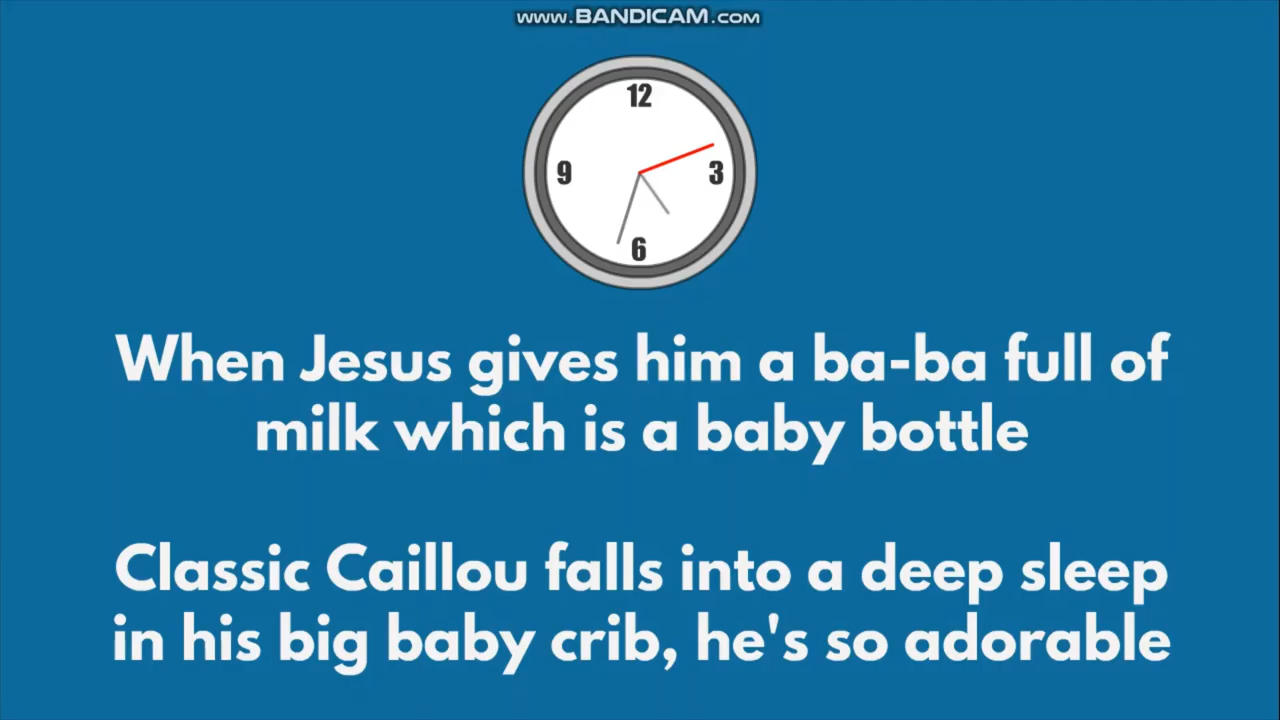 www.BANDICAM.com
12
9
3
6
When Jesus gives him a ba-ba full of
milk which is a baby bottle
Classic Caillou falls into a deep sleep
in his big baby crib, he's so adorable